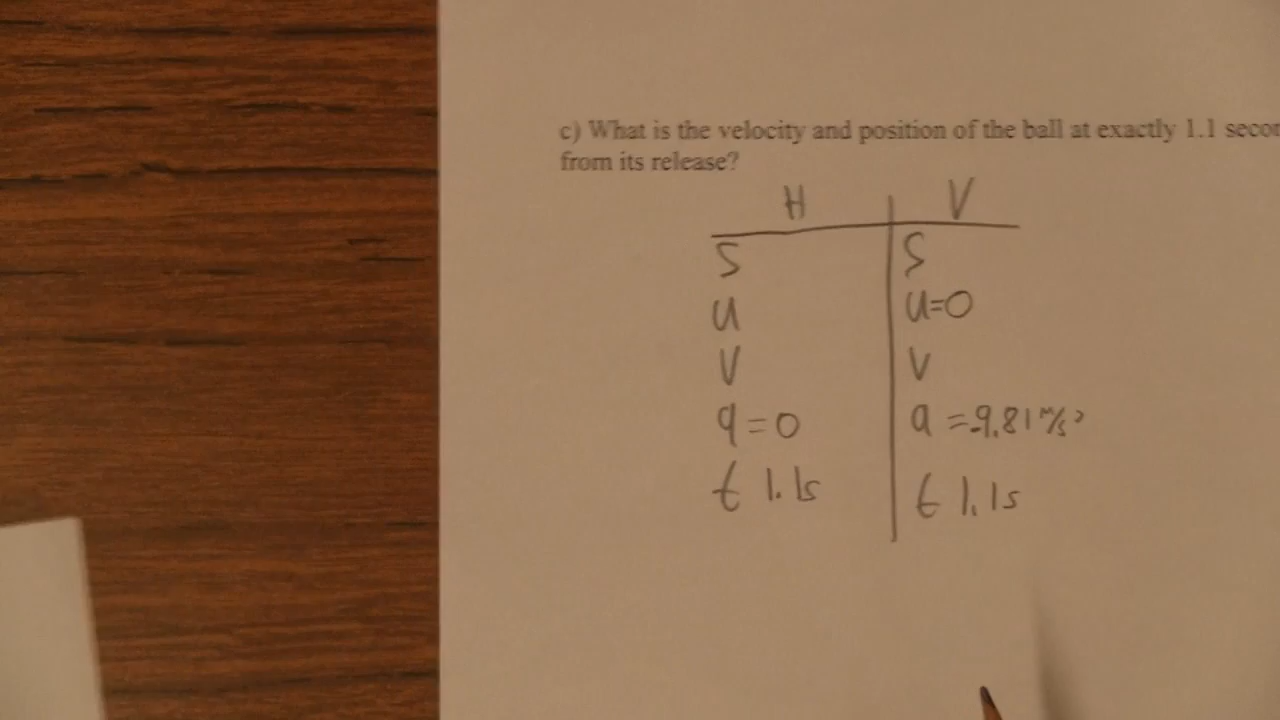 c) What is the velocity and position of the ball at exactly 1.1
from its release?
H V
S S
u u=0
V V
a=0 a=-9.81m/s²
t 1.1s t 1.1s